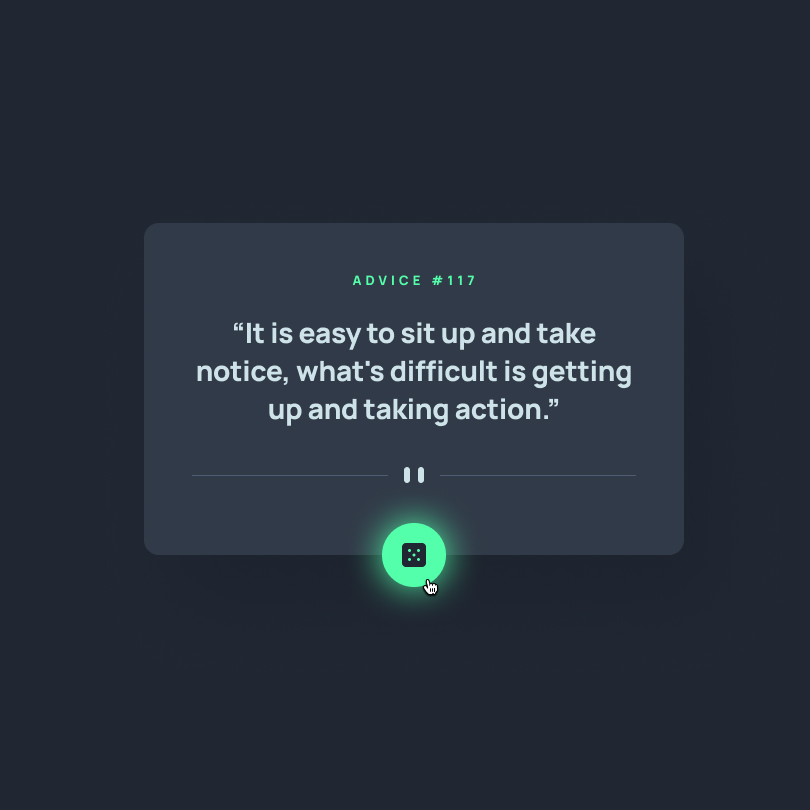 ADVICE #117
“It is easy to sit up and take
notice, what's difficult is getting
up and taking action.”